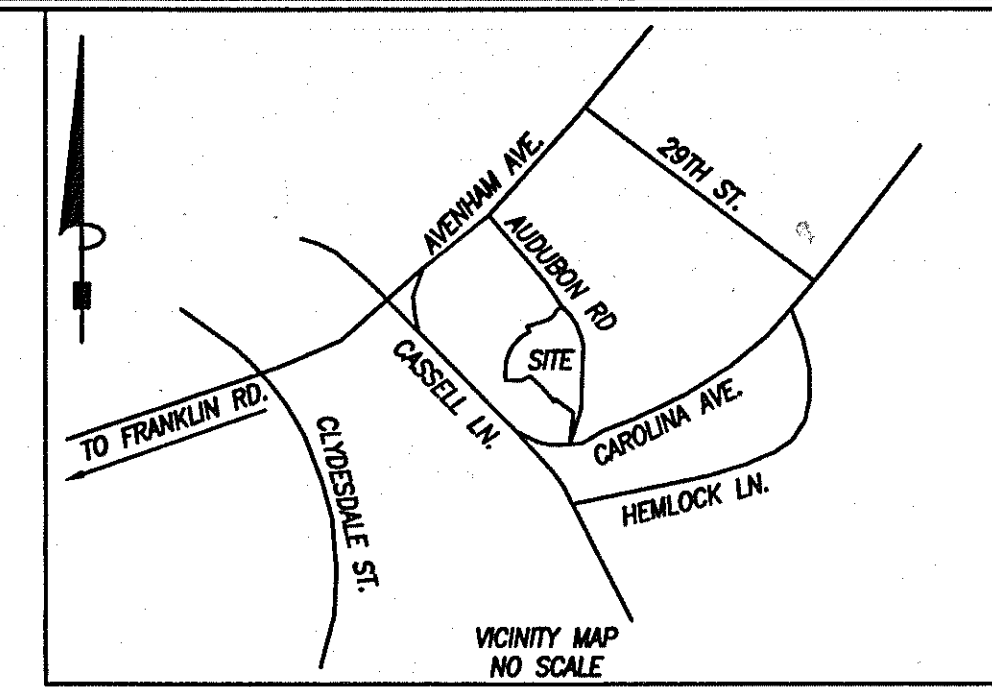 29TH ST.
AVENHAM AVE.
AUDUBON RD
SITE
CASSELL LN.
TO FRANKLIN RD.
CAROLINA AVE.
CLYDESDALE ST.
HEMLOCK LN.
VICINITY MAP
NO SCALE